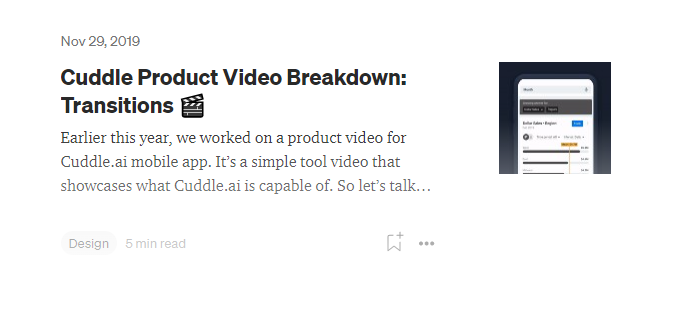 Nov 29, 2019
Cuddle Product Video Breakdown:
Transitions 🎬
Earlier this year, we worked on a product video for
Cuddle.ai mobile app. It’s a simple tool video that
showcases what Cuddle.ai is capable of. So let’s talk…
Design 5 min read